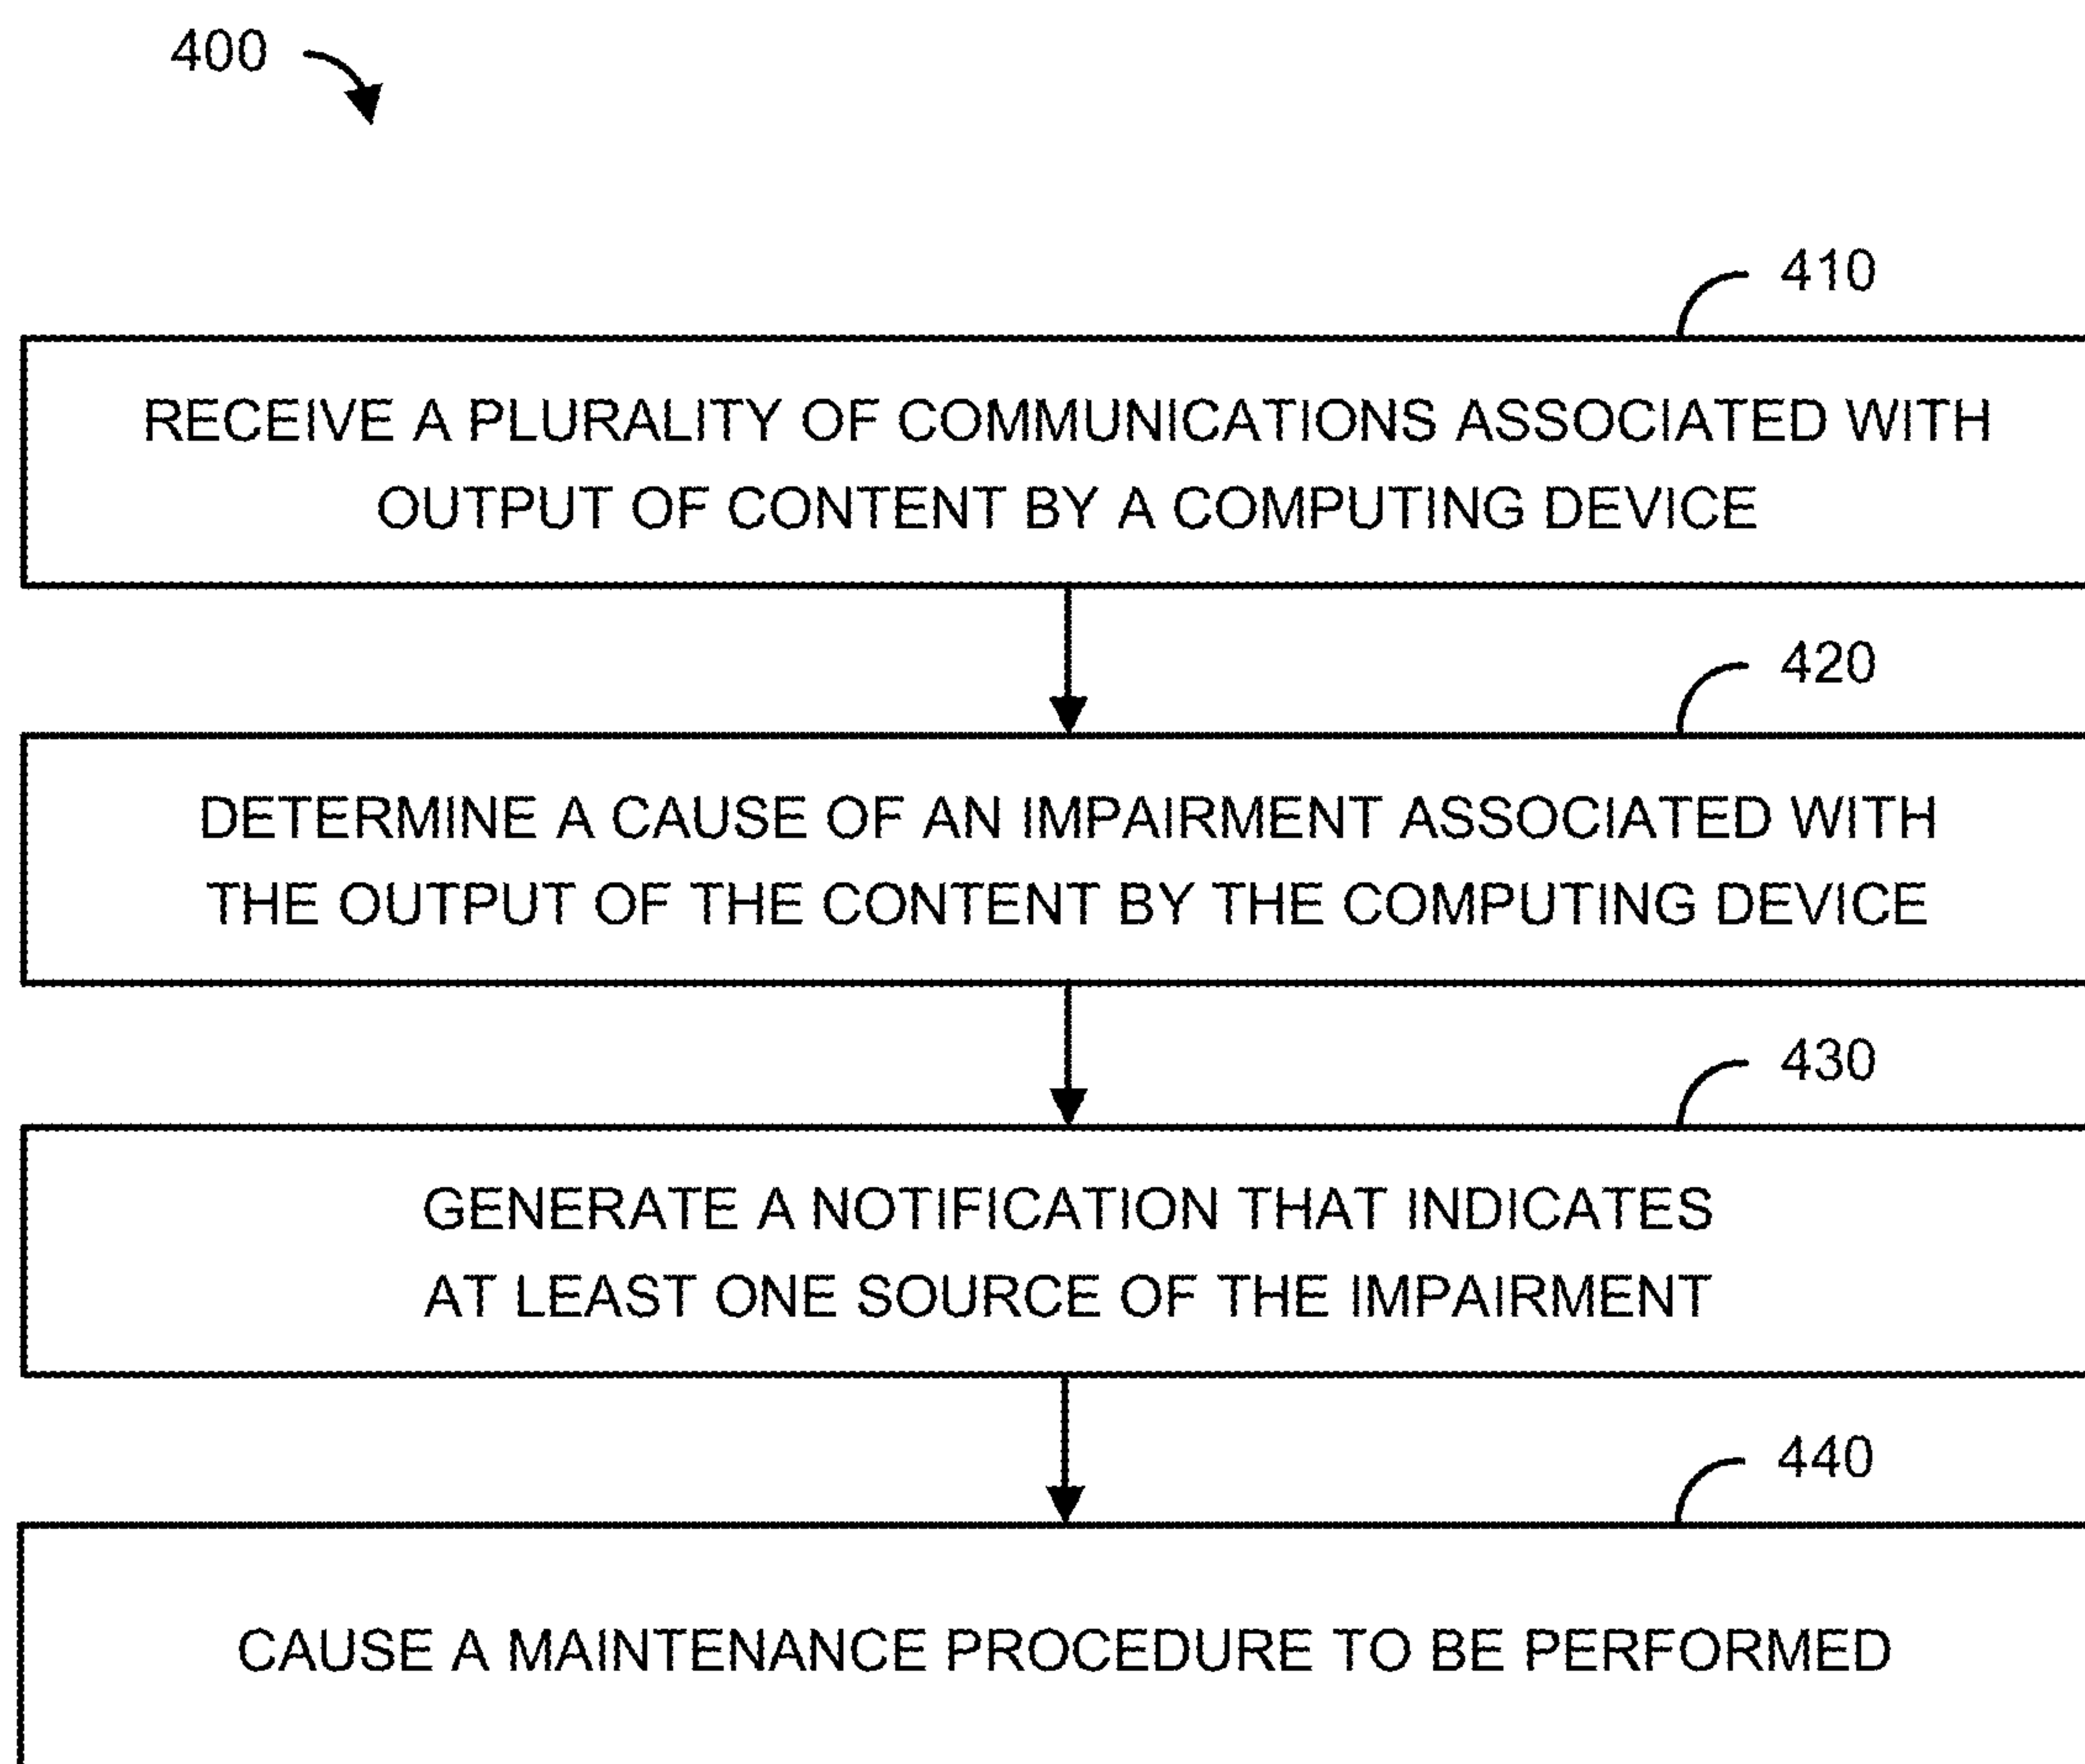 400
410
RECEIVE A PLURALITY OF COMMUNICATIONS ASSOCIATED WITH
OUTPUT OF CONTENT BY A COMPUTING DEVICE
420
DETERMINE A CAUSE OF AN IMPAIRMENT ASSOCIATED WITH
THE OUTPUT OF THE CONTENT BY THE COMPUTING DEVICE
430
GENERATE A NOTIFICATION THAT INDICATES
AT LEAST ONE SOURCE OF THE IMPAIRMENT
440
CAUSE A MAINTENANCE PROCEDURE TO BE PERFORMED